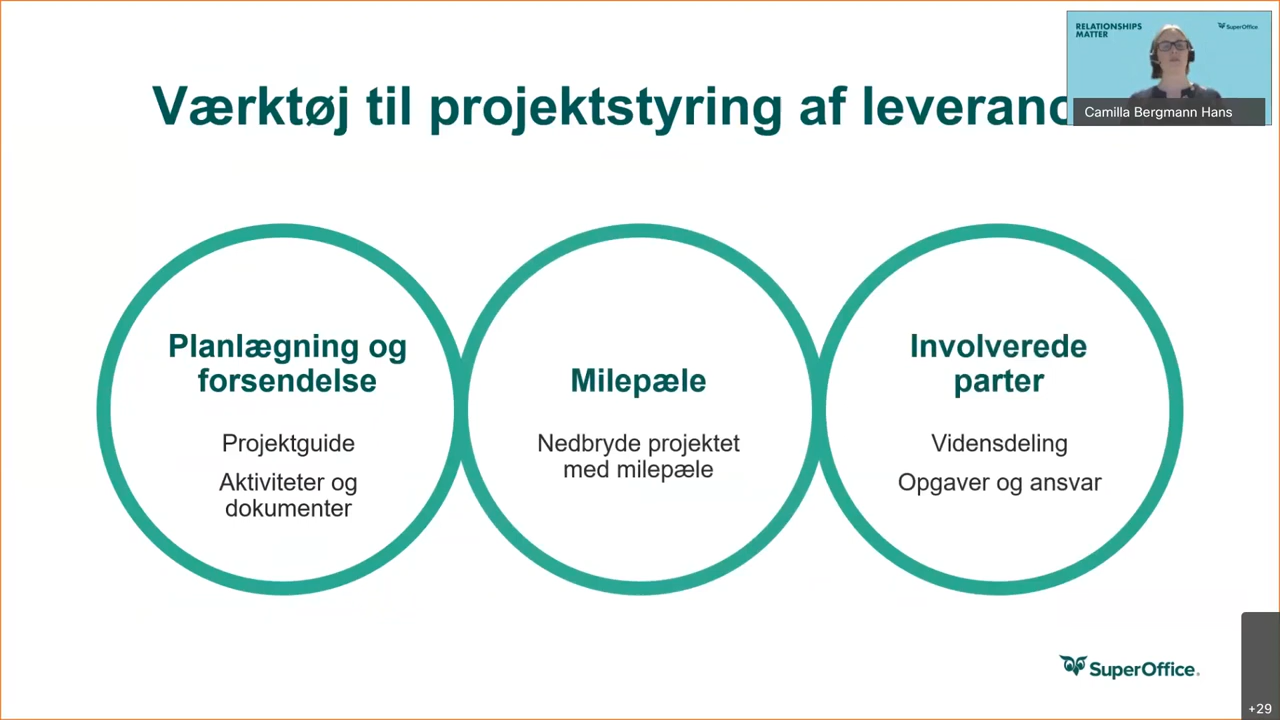 RELATIONSHIPS
MATTER
SuperOffice
Camilla Bergmann Hans
Værktøj til projektstyring af leveranc
Planlægning og
forsendelse
Projektguide
Aktiviteter og
dokumenter
Milepæle
Nedbryde projektet
med milepæle
Involverede
parter
Vidensdeling
Opgaver og ansvar
SuperOffice.
+29